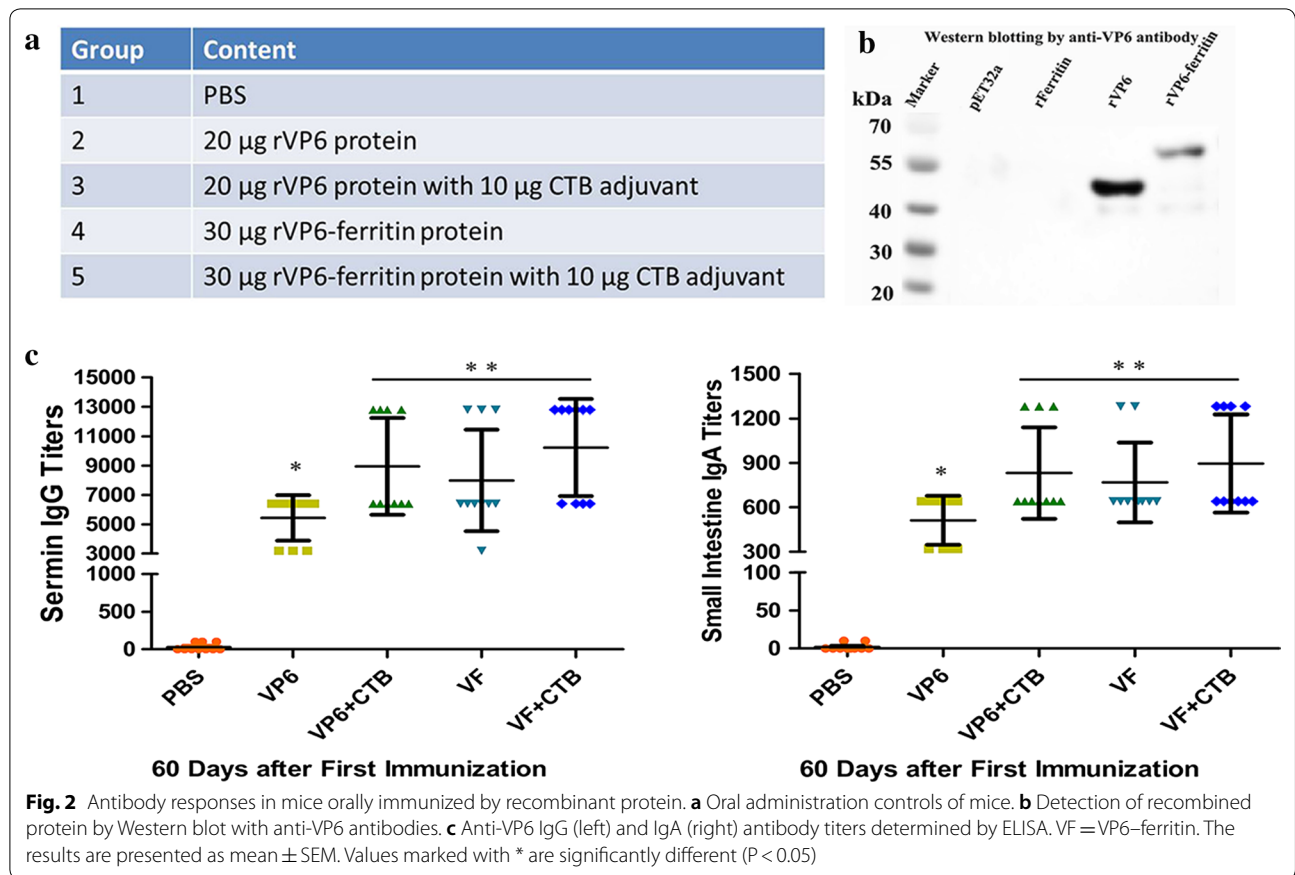 a
Group Content
1 PBS
2 20 µg rVP6 protein
3 20 µg rVP6 protein with 10 µg CTB adjuvant
4 30 µg rVP6-ferritin protein
5 30 µg rVP6-ferritin protein with 10 µg CTB adjuvant
b
Western blotting by anti-VP6 antibody
kDa Marker pET32a rFerritin rVP6 rVP6-ferritin
70
55
40
30
20
c
Sermin IgG Titers
15000
13000
11000
9000
7000
5000
3000
1000
500
0
*
* *
PBS VP6 VP6+CTB VF VF+CTB
60 Days after First Immunization
Small Intestine IgA Titers
1500
1200
900
600
300
100
50
0
*
* *
PBS VP6 VP6+CTB VF VF+CTB
60 Days after First Immunization
Fig. 2 Antibody responses in mice orally immunized by recombinant protein. a Oral administration controls of mice. b Detection of recombined
protein by Western blot with anti-VP6 antibodies. c Anti-VP6 IgG (left) and IgA (right) antibody titers determined by ELISA. VF = VP6–ferritin. The
results are presented as mean ± SEM. Values marked with * are significantly different (P < 0.05)